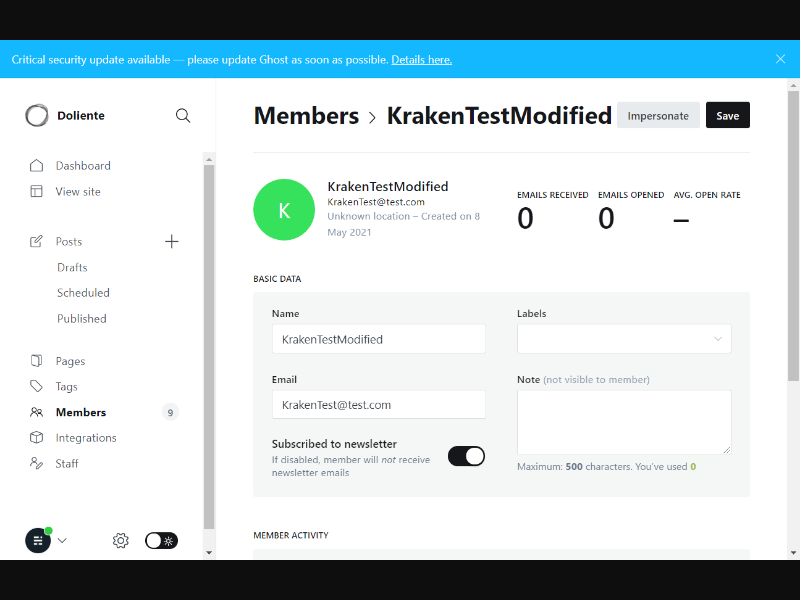 Critical security update available — please update Ghost as soon as possible. Details here.
Doliente
Dashboard
View site
Posts
Drafts
Scheduled
Published
Pages
Tags
Members 9
Integrations
Staff
Members > KrakenTestModified
Impersonate
Save
K
KrakenTestModified
KrakenTest@test.com
Unknown location – Created on 8
May 2021
EMAILS RECEIVED
0
EMAILS OPENED
0
AVG. OPEN RATE
–
BASIC DATA
Name
KrakenTestModified
Email
KrakenTest@test.com
Subscribed to newsletter
If disabled, member will not receive
newsletter emails
Labels
Note (not visible to member)
Maximum: 500 characters. You've used 0
MEMBER ACTIVITY